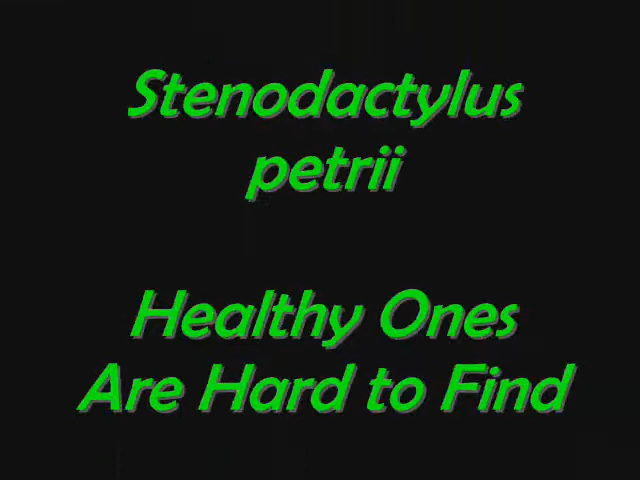 Stenodactylus
petrii
Healthy Ones
Are Hard to Find